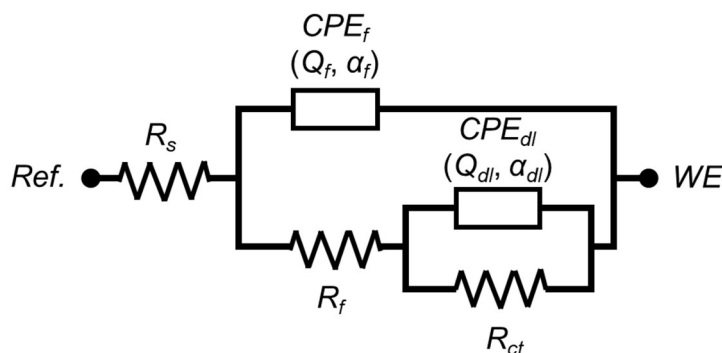 CPE_f
(Q_f, α_f)
R_s
CPE_dl
(Q_dl, α_dl)
Ref.
WE
R_f
R_ct